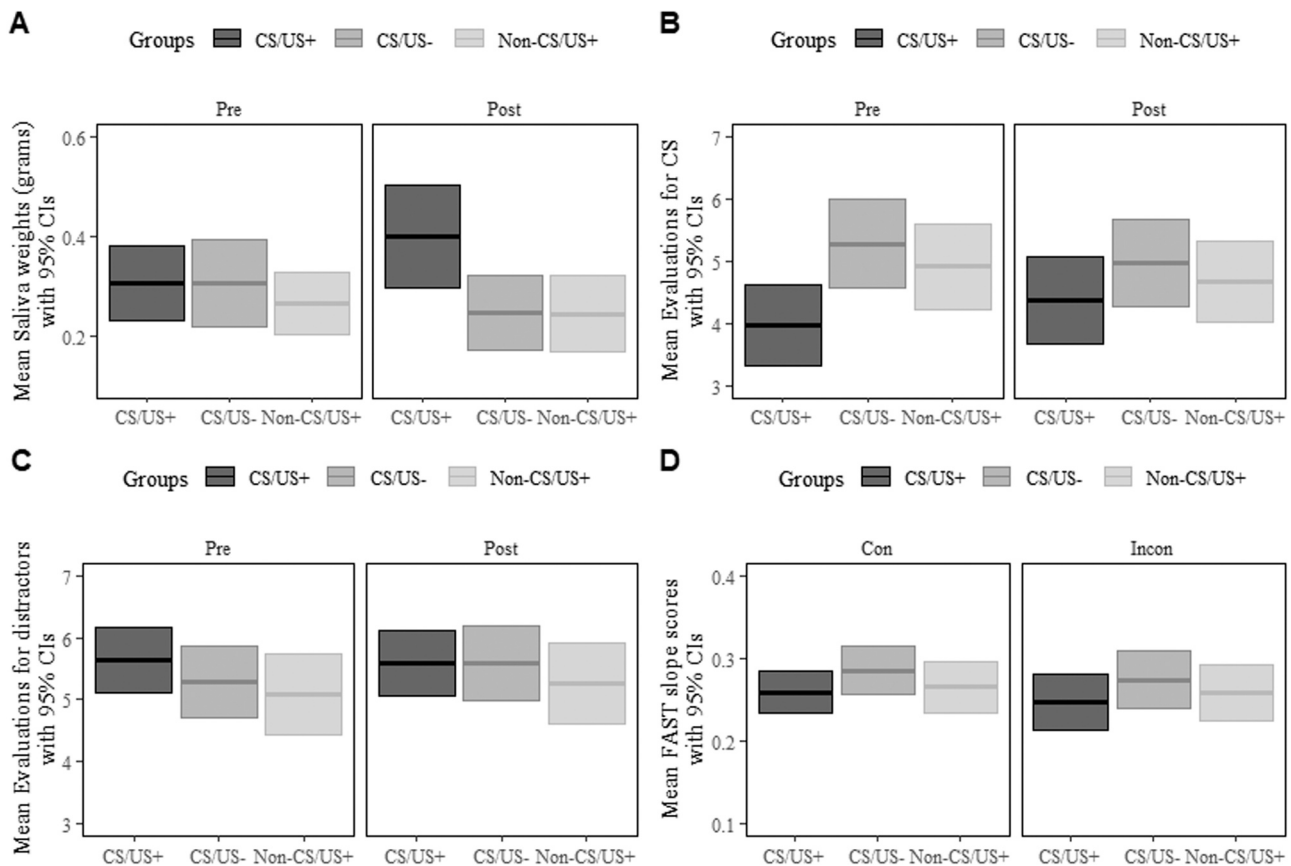 A
Groups CS/US+ CS/US- Non-CS/US+
Pre Post
Mean Saliva weights (grams)
with 95% CIs
0.6
0.4
0.2
CS/US+ CS/US- Non-CS/US+ CS/US+ CS/US- Non-CS/US+
B
Groups CS/US+ CS/US- Non-CS/US+
Pre Post
Mean Evaluations for CS
with 95% CIs
7
6
5
4
3
CS/US+ CS/US- Non-CS/US+ CS/US+ CS/US- Non-CS/US+
C
Groups CS/US+ CS/US- Non-CS/US+
Pre Post
Mean Evaluations for distractors
with 95% CIs
7
6
5
4
3
CS/US+ CS/US- Non-CS/US+ CS/US+ CS/US- Non-CS/US+
D
Groups CS/US+ CS/US- Non-CS/US+
Con Incon
Mean FAST slope scores
with 95% CIs
0.4
0.3
0.2
0.1
CS/US+ CS/US- Non-CS/US+ CS/US+ CS/US- Non-CS/US+